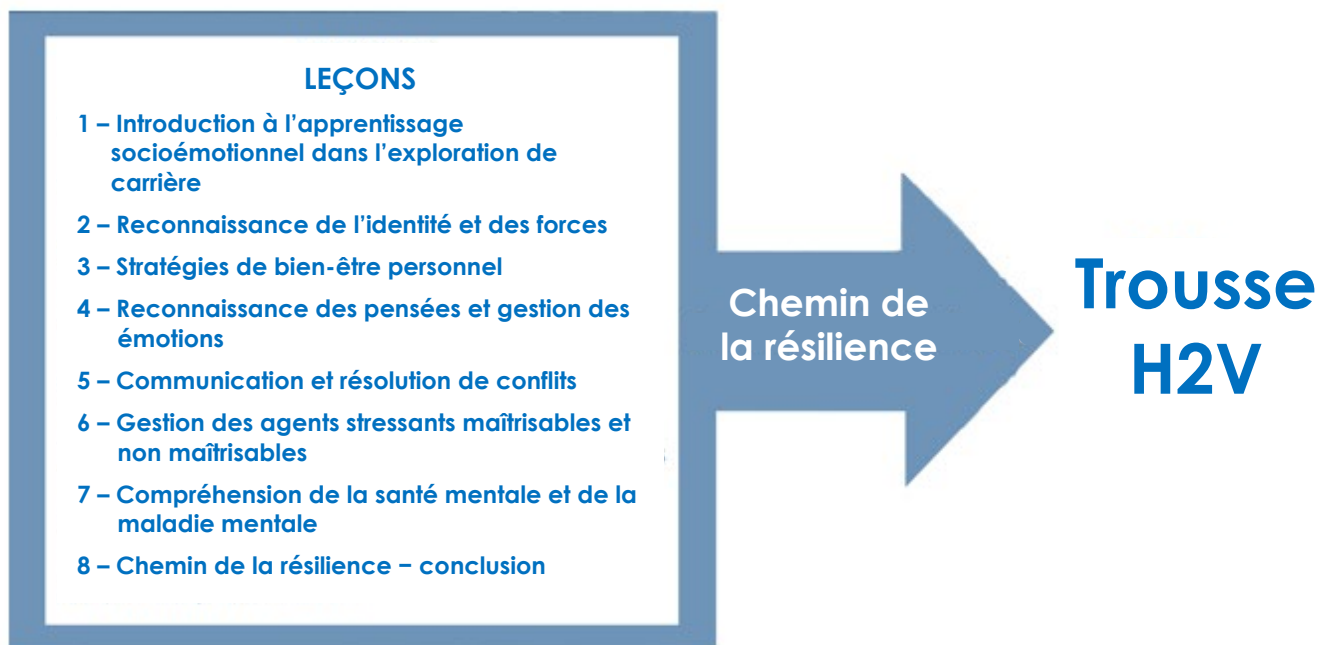 LEÇONS
1 – Introduction à l’apprentissage
socioémotionnel dans l’exploration de
carrière
2 – Reconnaissance de l’identité et des forces
3 – Stratégies de bien-être personnel
4 – Reconnaissance des pensées et gestion des
émotions
5 – Communication et résolution de conflits
6 – Gestion des agents stressants maîtrisables et
non maîtrisables
7 – Compréhension de la santé mentale et de la
maladie mentale
8 – Chemin de la résilience – conclusion
Chemin de
la résilience
Trousse
H2V